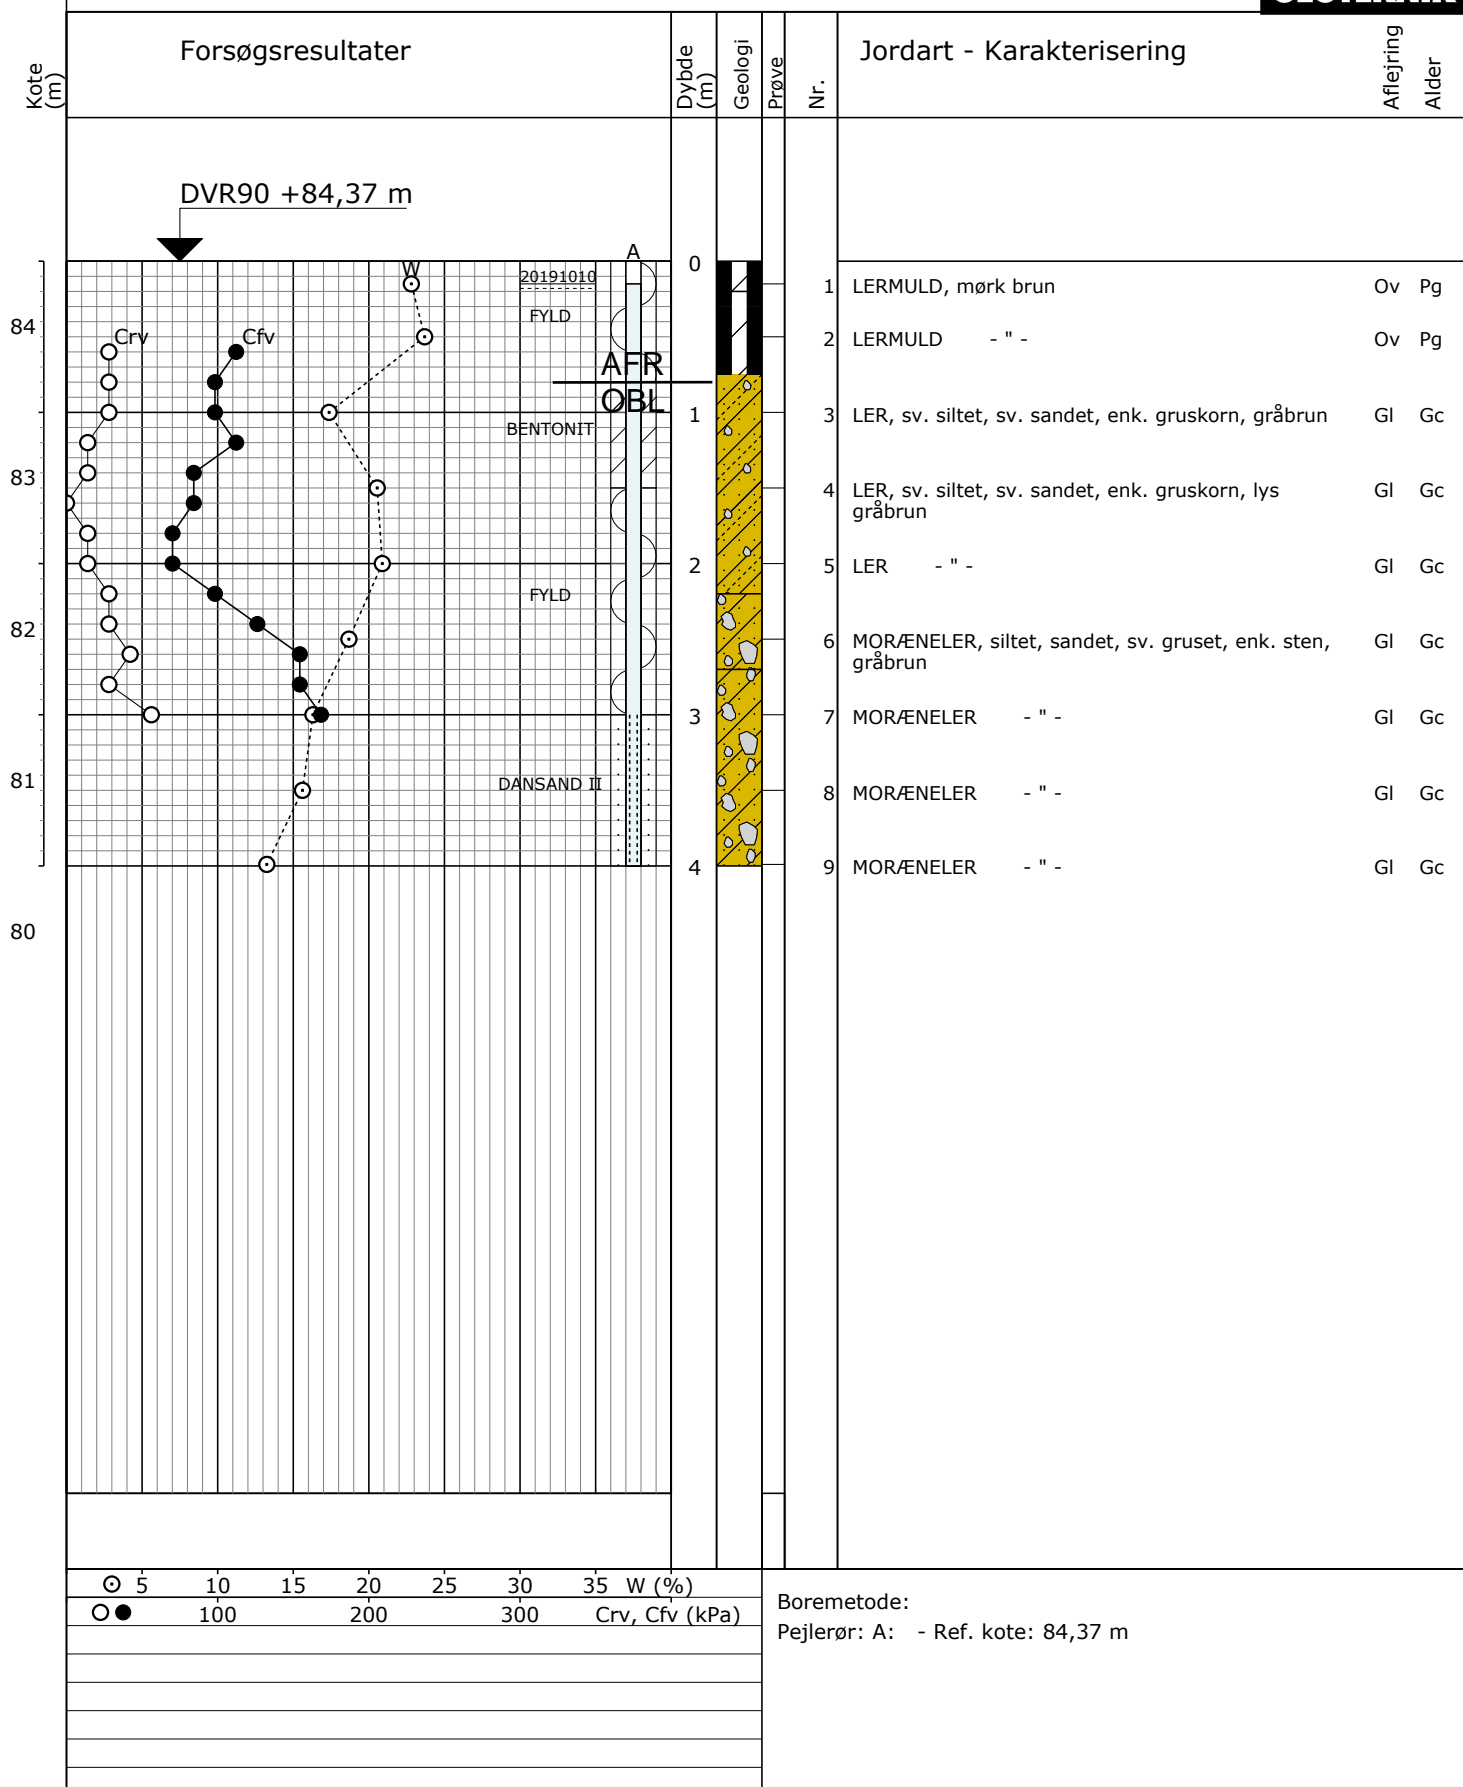 GEOTEKNIK
Kote (m)
Forsøgsresultater
Dybde (m)
Geologi
Prøve
Nr.
Jordart - Karakterisering
Aflejring
Alder
DVR90 +84,37 m
A
W
0
20191010
1 LERMULD, mørk brun Ov Pg
FYLD
84
Crv
Cfv
2 LERMULD - " - Ov Pg
AFR
OBL
1
3 LER, sv. siltet, sv. sandet, enk. gruskorn, gråbrun Gl Gc
BENTONIT
83
4 LER, sv. siltet, sv. sandet, enk. gruskorn, lys Gl Gc
gråbrun
2
5 LER - " - Gl Gc
FYLD
82
6 MORÆNELER, siltet, sandet, sv. gruset, enk. sten, Gl Gc
gråbrun
3
7 MORÆNELER - " - Gl Gc
81
DANSAND II
8 MORÆNELER - " - Gl Gc
4
9 MORÆNELER - " - Gl Gc
80
5 10 15 20 25 30 35 W (%)
100 200 300 Crv, Cfv (kPa)
Boremetode:
Pejlerør: A: - Ref. kote: 84,37 m